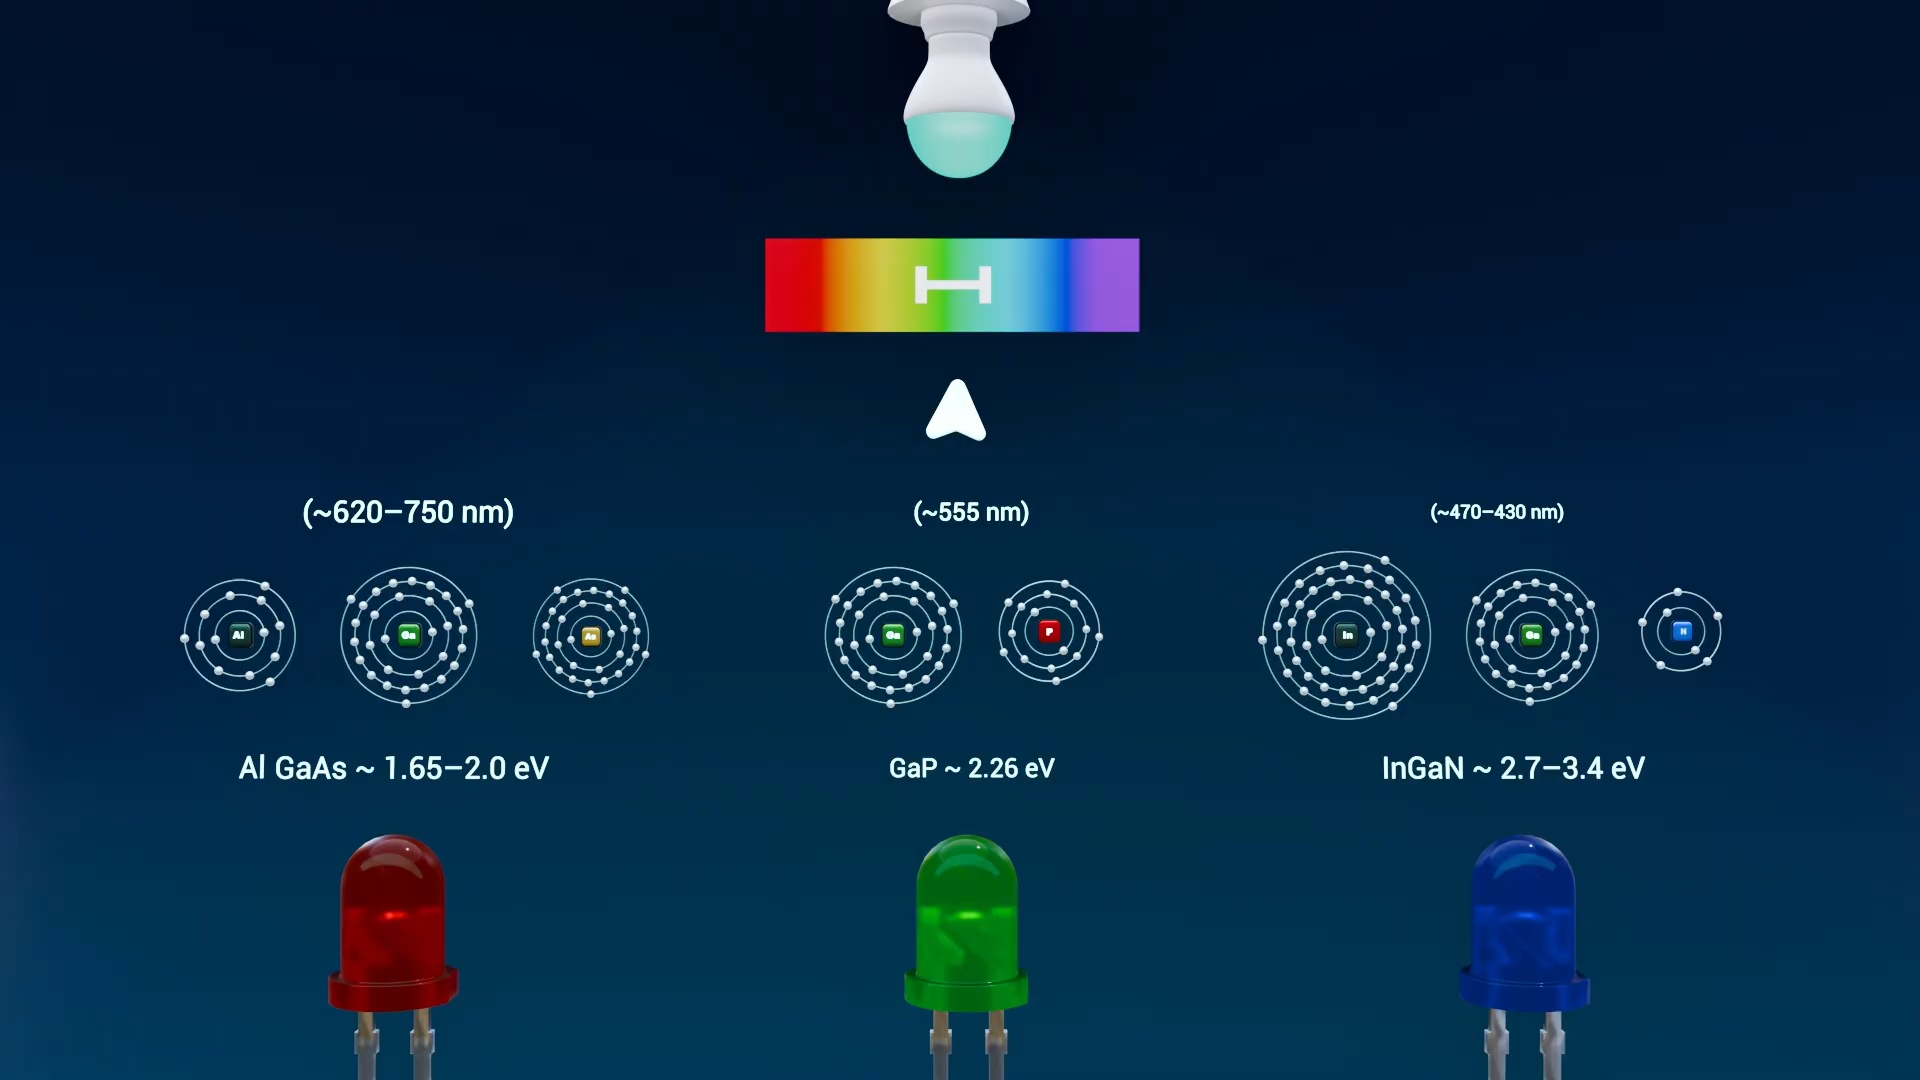 (~620–750 nm)
(~555 nm)
(~470–430 nm)
Al
Ga
As
Ga
P
In
Ga
N
Al GaAs ~ 1.65–2.0 eV
GaP ~ 2.26 eV
InGaN ~ 2.7–3.4 eV